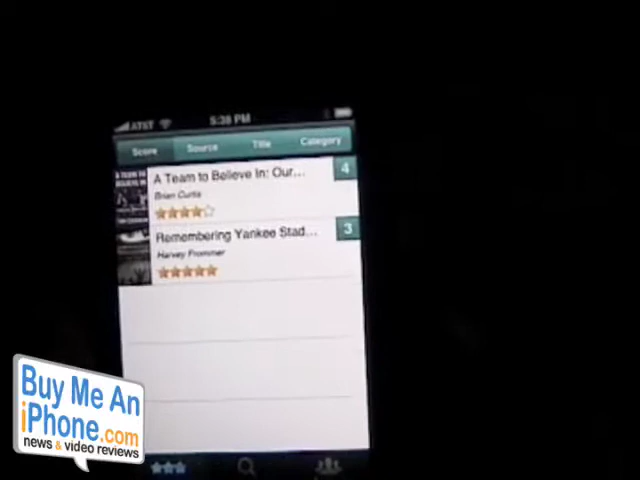 AT&T 5:38 PM
Score Source Title Category
A Team to Believe In: Our... 4
Brian Curtis
Remembering Yankee Stad... 3
Harvey Frommer
Buy Me An
iPhone.com
news & video reviews